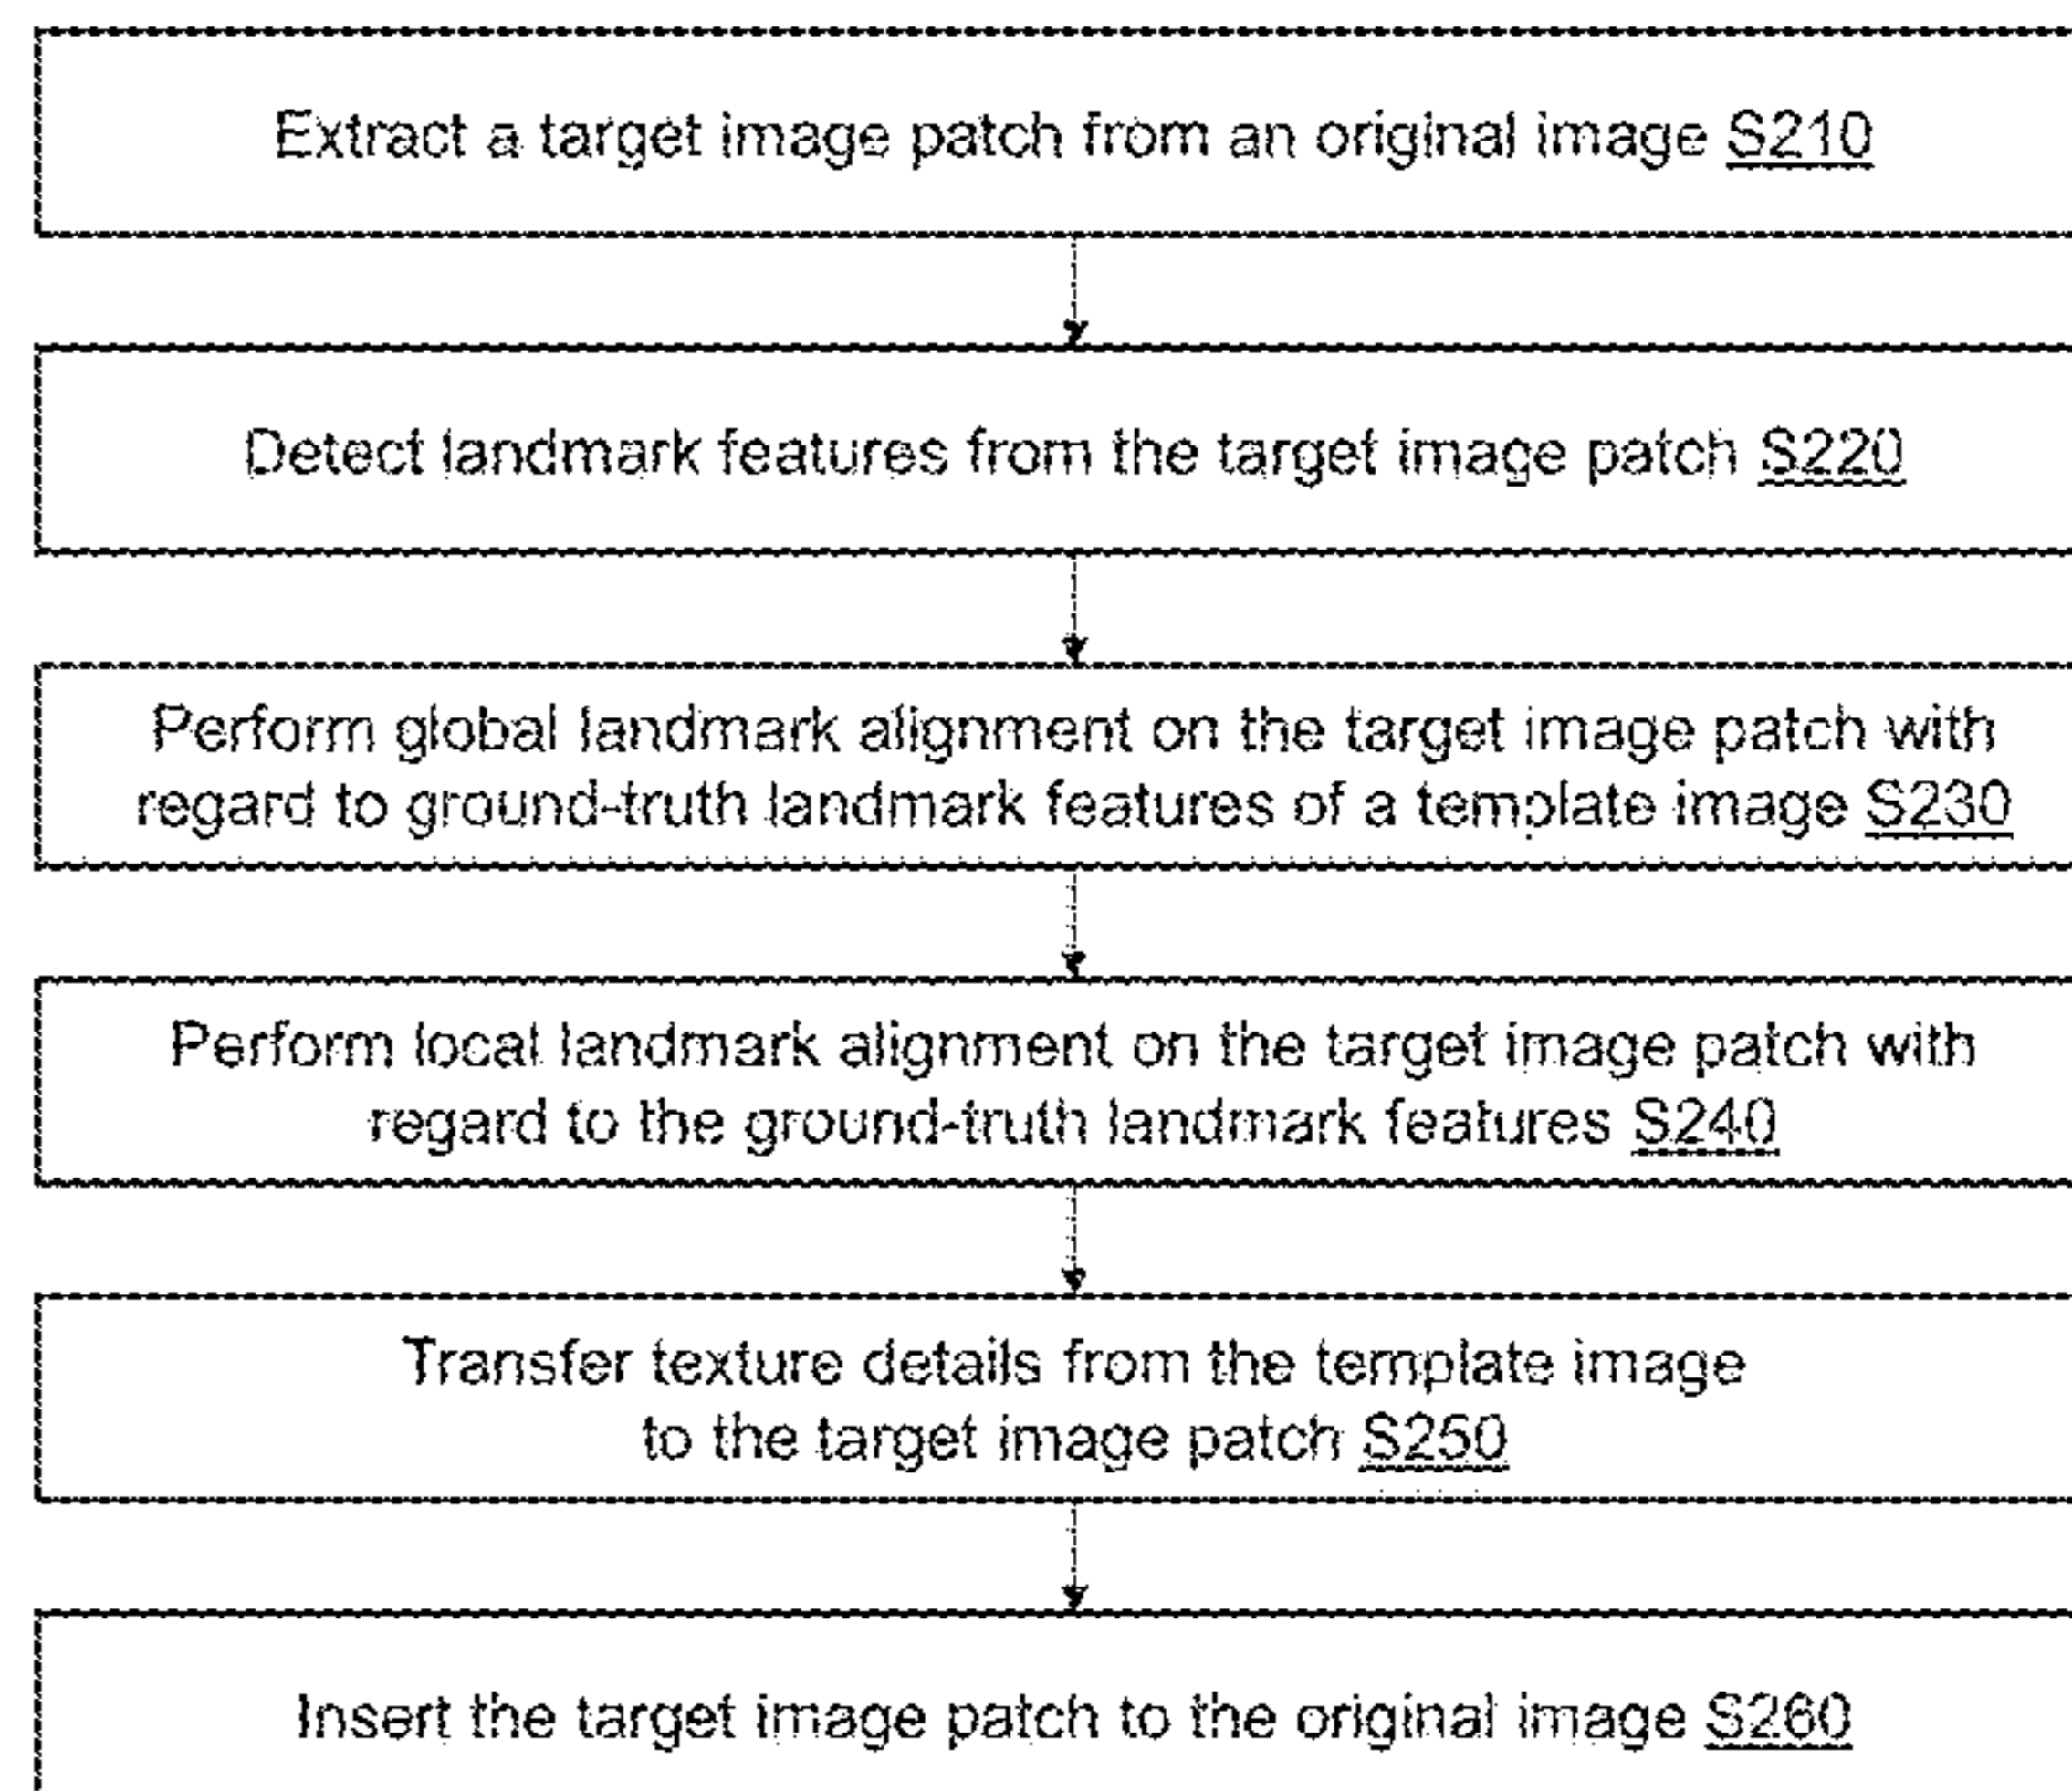 Extract a target image patch from an original image S210
Detect landmark features from the target image patch S220
Perform global landmark alignment on the target image patch with
regard to ground-truth landmark features of a template image S230
Perform local landmark alignment on the target image patch with
regard to the ground-truth landmark features S240
Transfer texture details from the template image
to the target image patch S250
Insert the target image patch to the original image S260